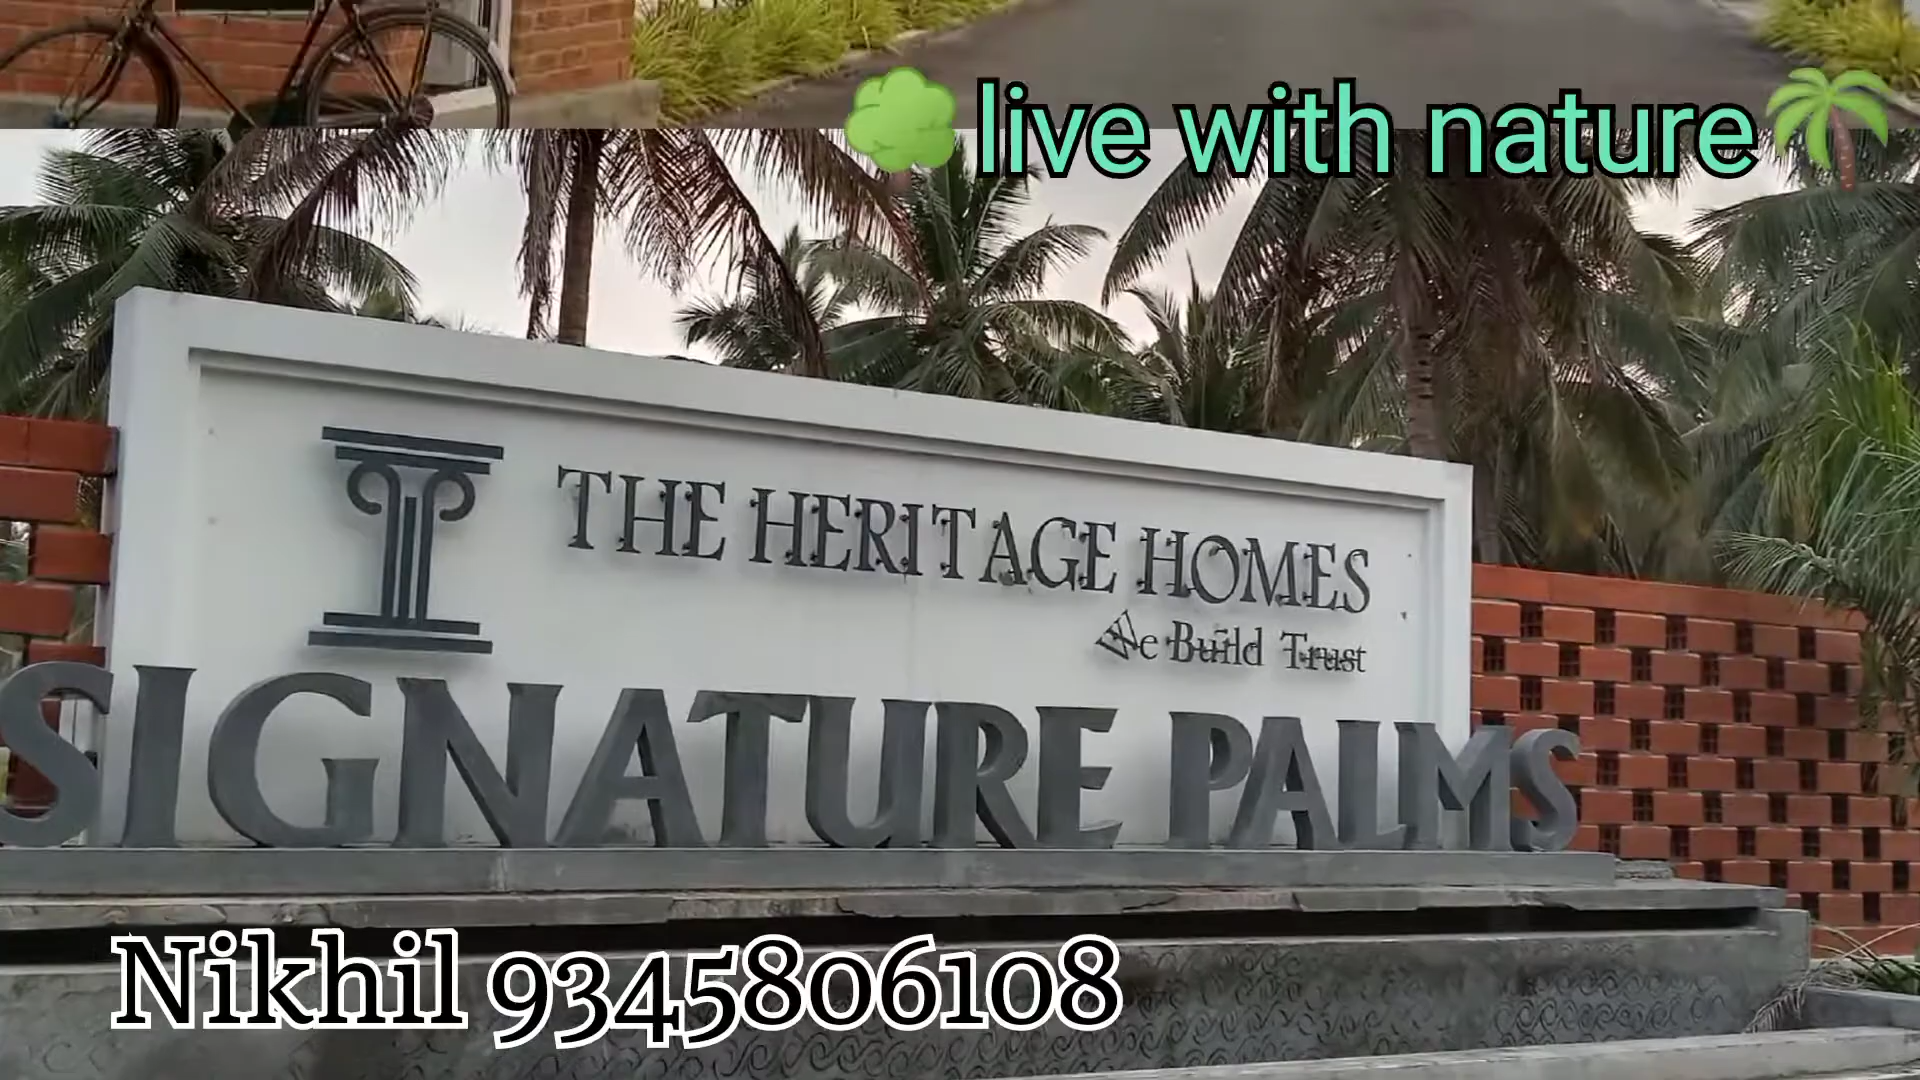 live with nature
THE HERITAGE HOMES
We Build Trust
SIGNATURE PALMS
Nikhil 9345806108